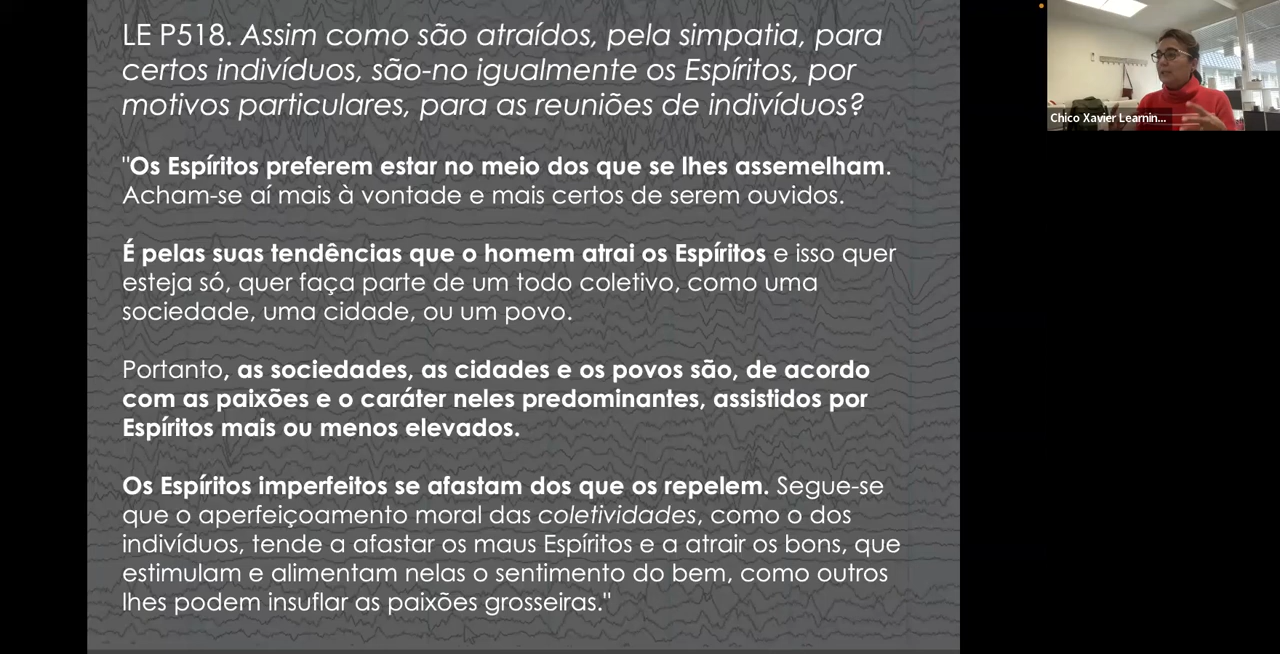 LE P518. Assim como são atraídos, pela simpatia, para
certos indivíduos, são-no igualmente os Espíritos, por
motivos particulares, para as reuniões de indivíduos?
"Os Espíritos preferem estar no meio dos que se lhes assemelham.
Acham-se aí mais à vontade e mais certos de serem ouvidos.
É pelas suas tendências que o homem atrai os Espíritos e isso quer
esteja só, quer faça parte de um todo coletivo, como uma
sociedade, uma cidade, ou um povo.
Portanto, as sociedades, as cidades e os povos são, de acordo
com as paixões e o caráter neles predominantes, assistidos por
Espíritos mais ou menos elevados.
Os Espíritos imperfeitos se afastam dos que os repelem. Segue-se
que o aperfeiçoamento moral das coletividades, como o dos
indivíduos, tende a afastar os maus Espíritos e a atrair os bons, que
estimulam e alimentam nelas o sentimento do bem, como outros
lhes podem insuflar as paixões grosseiras."
Chico Xavier Learnin...